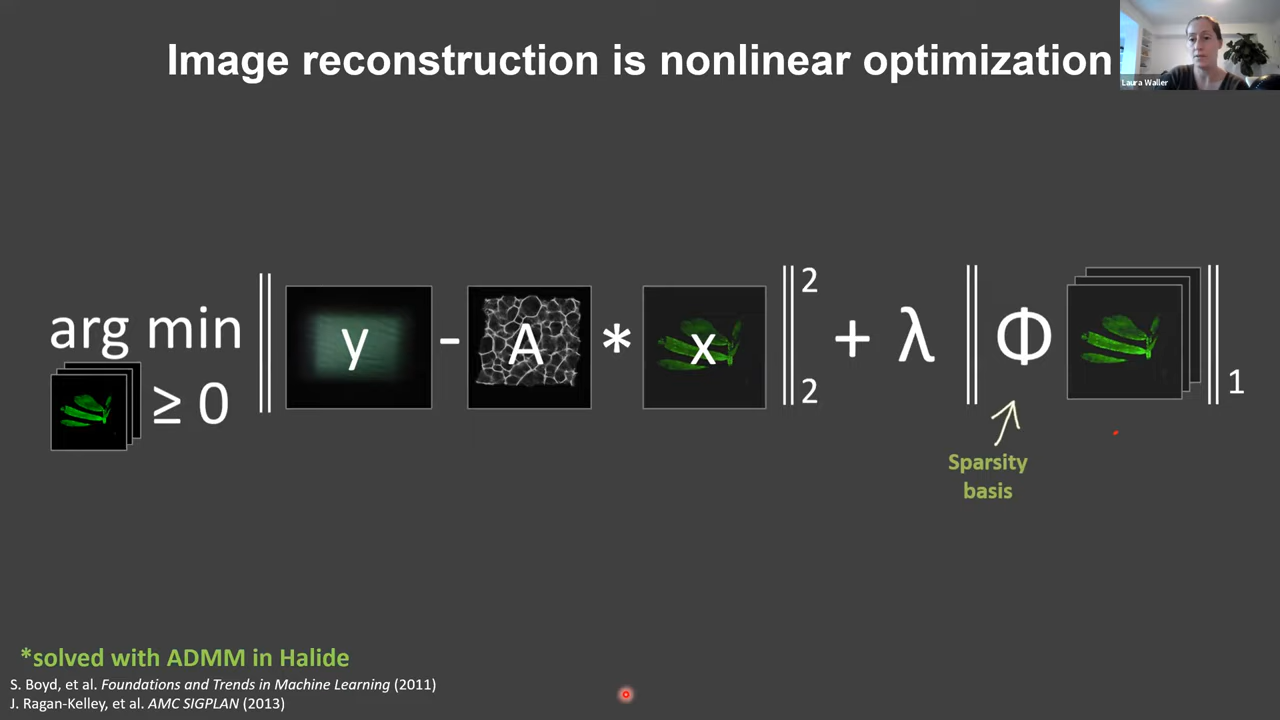 Image reconstruction is nonlinear optimization
Laura Waller
arg min ‖ y - A * x ‖ 2 2 + λ ‖ Φ ‖ 1
≥ 0
Sparsity
basis
*solved with ADMM in Halide
S. Boyd, et al. Foundations and Trends in Machine Learning (2011)
J. Ragan-Kelley, et al. AMC SIGPLAN (2013)